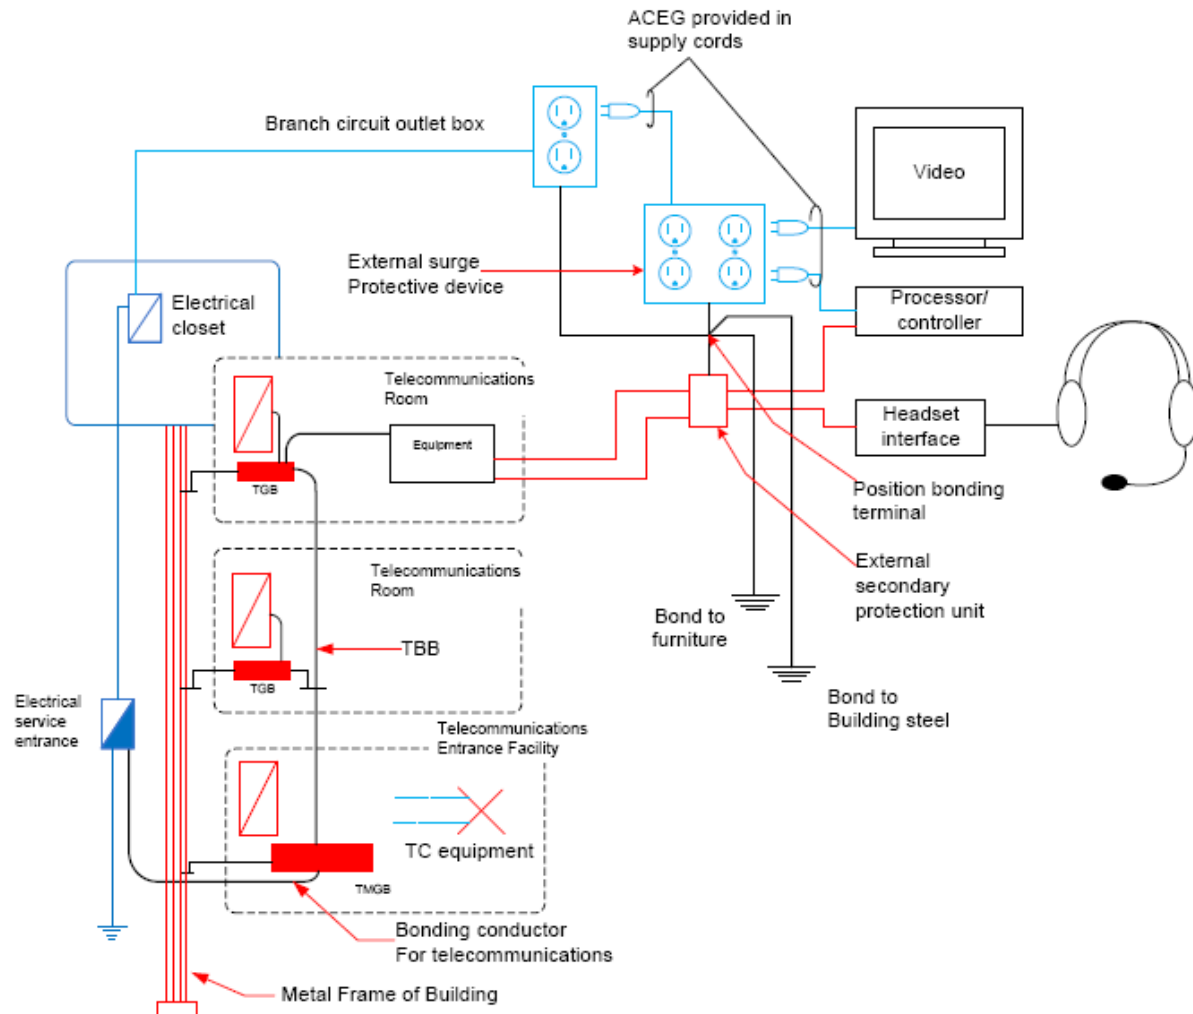 ACEG provided in
supply cords
Branch circuit outlet box
Video
External surge
Protective device
Electrical
closet
Processor/
controller
Telecommunications
Room
Equipment
TGB
Headset
interface
Position bonding
terminal
External
secondary
protection unit
Telecommunications
Room
TBB
TGB
Bond to
furniture
Bond to
Building steel
Electrical
service
entrance
Telecommunications
Entrance Facility
TC equipment
TMGB
Bonding conductor
For telecommunications
Metal Frame of Building